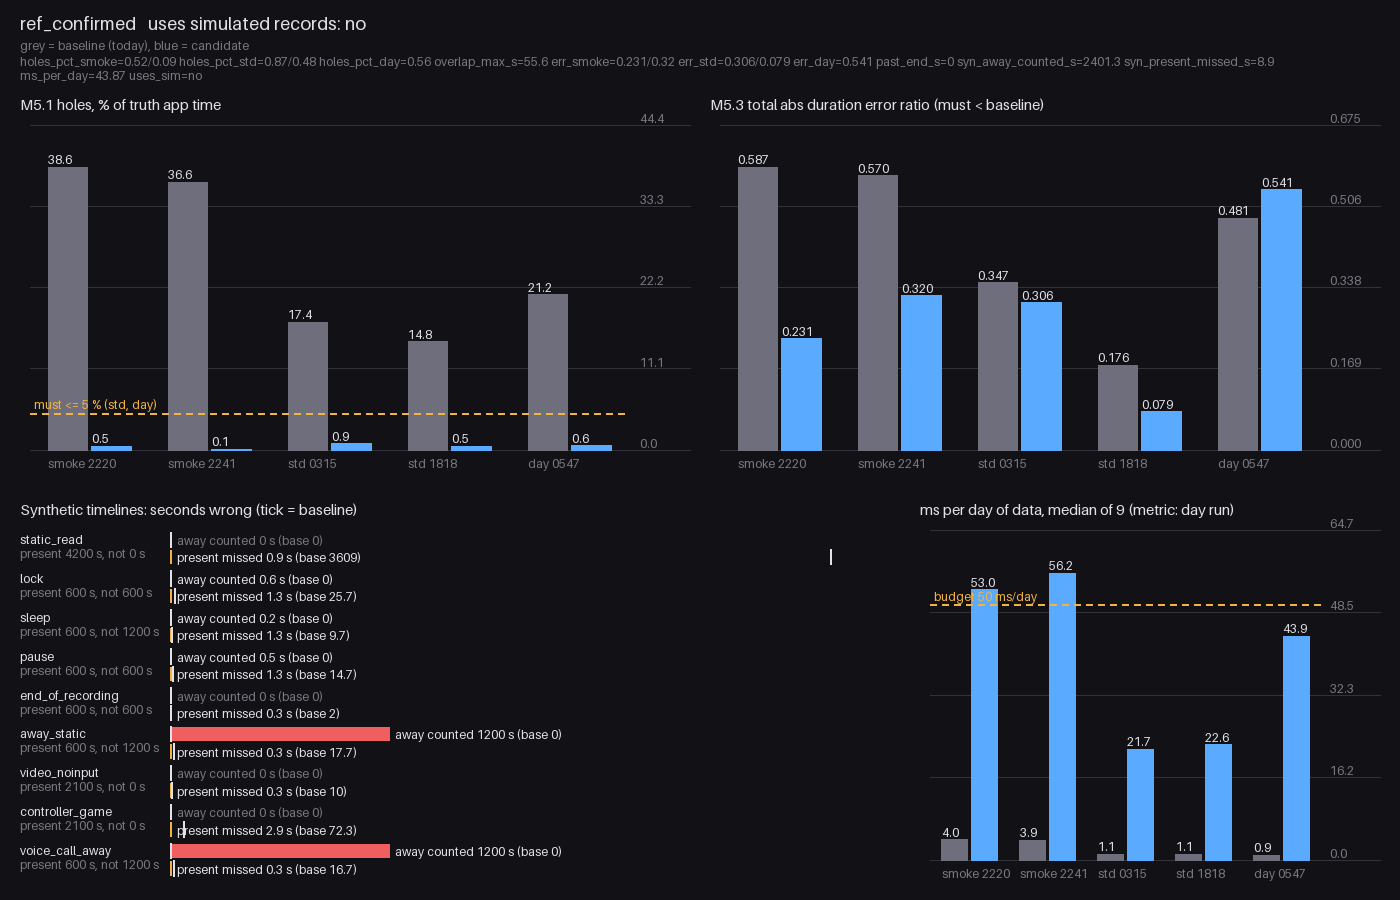 ref_confirmed   uses simulated records: no
grey = baseline (today), blue = candidate
holes_pct_smoke=0.52/0.09 holes_pct_std=0.87/0.48 holes_pct_day=0.56 overlap_max_s=55.6 err_smoke=0.231/0.32 err_std=0.306/0.079 err_day=0.541 past_end_s=0 syn_away_counted_s=2401.3 syn_present_missed_s=8.9
ms_per_day=43.87 uses_sim=no
M5.1 holes, % of truth app time
44.4
38.6
36.6
33.3
22.2
21.2
17.4
14.8
11.1
must <= 5 % (std, day)
0.5
0.1
0.9
0.5
0.6
0.0
smoke 2220
smoke 2241
std 0315
std 1818
day 0547
M5.3 total abs duration error ratio (must < baseline)
0.675
0.587
0.570
0.541
0.506
0.481
0.347
0.338
0.320
0.306
0.231
0.176
0.169
0.079
0.000
smoke 2220
smoke 2241
std 0315
std 1818
day 0547
Synthetic timelines: seconds wrong (tick = baseline)
static_read
present 4200 s, not 0 s
away counted 0 s (base 0)
present missed 0.9 s (base 3609)
lock
present 600 s, not 600 s
away counted 0.6 s (base 0)
present missed 1.3 s (base 25.7)
sleep
present 600 s, not 1200 s
away counted 0.2 s (base 0)
present missed 1.3 s (base 9.7)
pause
present 600 s, not 600 s
away counted 0.5 s (base 0)
present missed 1.3 s (base 14.7)
end_of_recording
present 600 s, not 600 s
away counted 0 s (base 0)
present missed 0.3 s (base 2)
away_static
present 600 s, not 1200 s
away counted 1200 s (base 0)
present missed 0.3 s (base 17.7)
video_noinput
present 2100 s, not 0 s
away counted 0 s (base 0)
present missed 0.3 s (base 10)
controller_game
present 2100 s, not 0 s
away counted 0 s (base 0)
present missed 2.9 s (base 72.3)
voice_call_away
present 600 s, not 1200 s
away counted 1200 s (base 0)
present missed 0.3 s (base 16.7)
ms per day of data, median of 9 (metric: day run)
64.7
53.0
56.2
budget 50 ms/day
48.5
43.9
32.3
21.7
22.6
16.2
4.0
3.9
1.1
1.1
0.9
0.0
smoke 2220
smoke 2241
std 0315
std 1818
day 0547